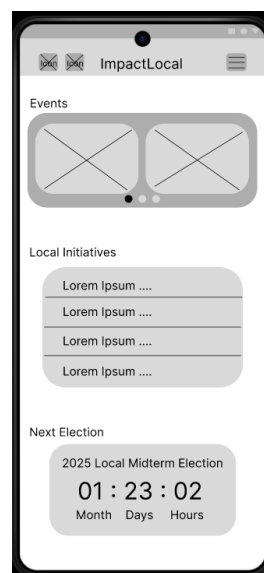 Icon Icon ImpactLocal
Events
Local Initiatives
Lorem Ipsum ....
Lorem Ipsum ....
Lorem Ipsum ....
Lorem Ipsum ....
Next Election
2025 Local Midterm Election
01 : 23 : 02
Month Days Hours